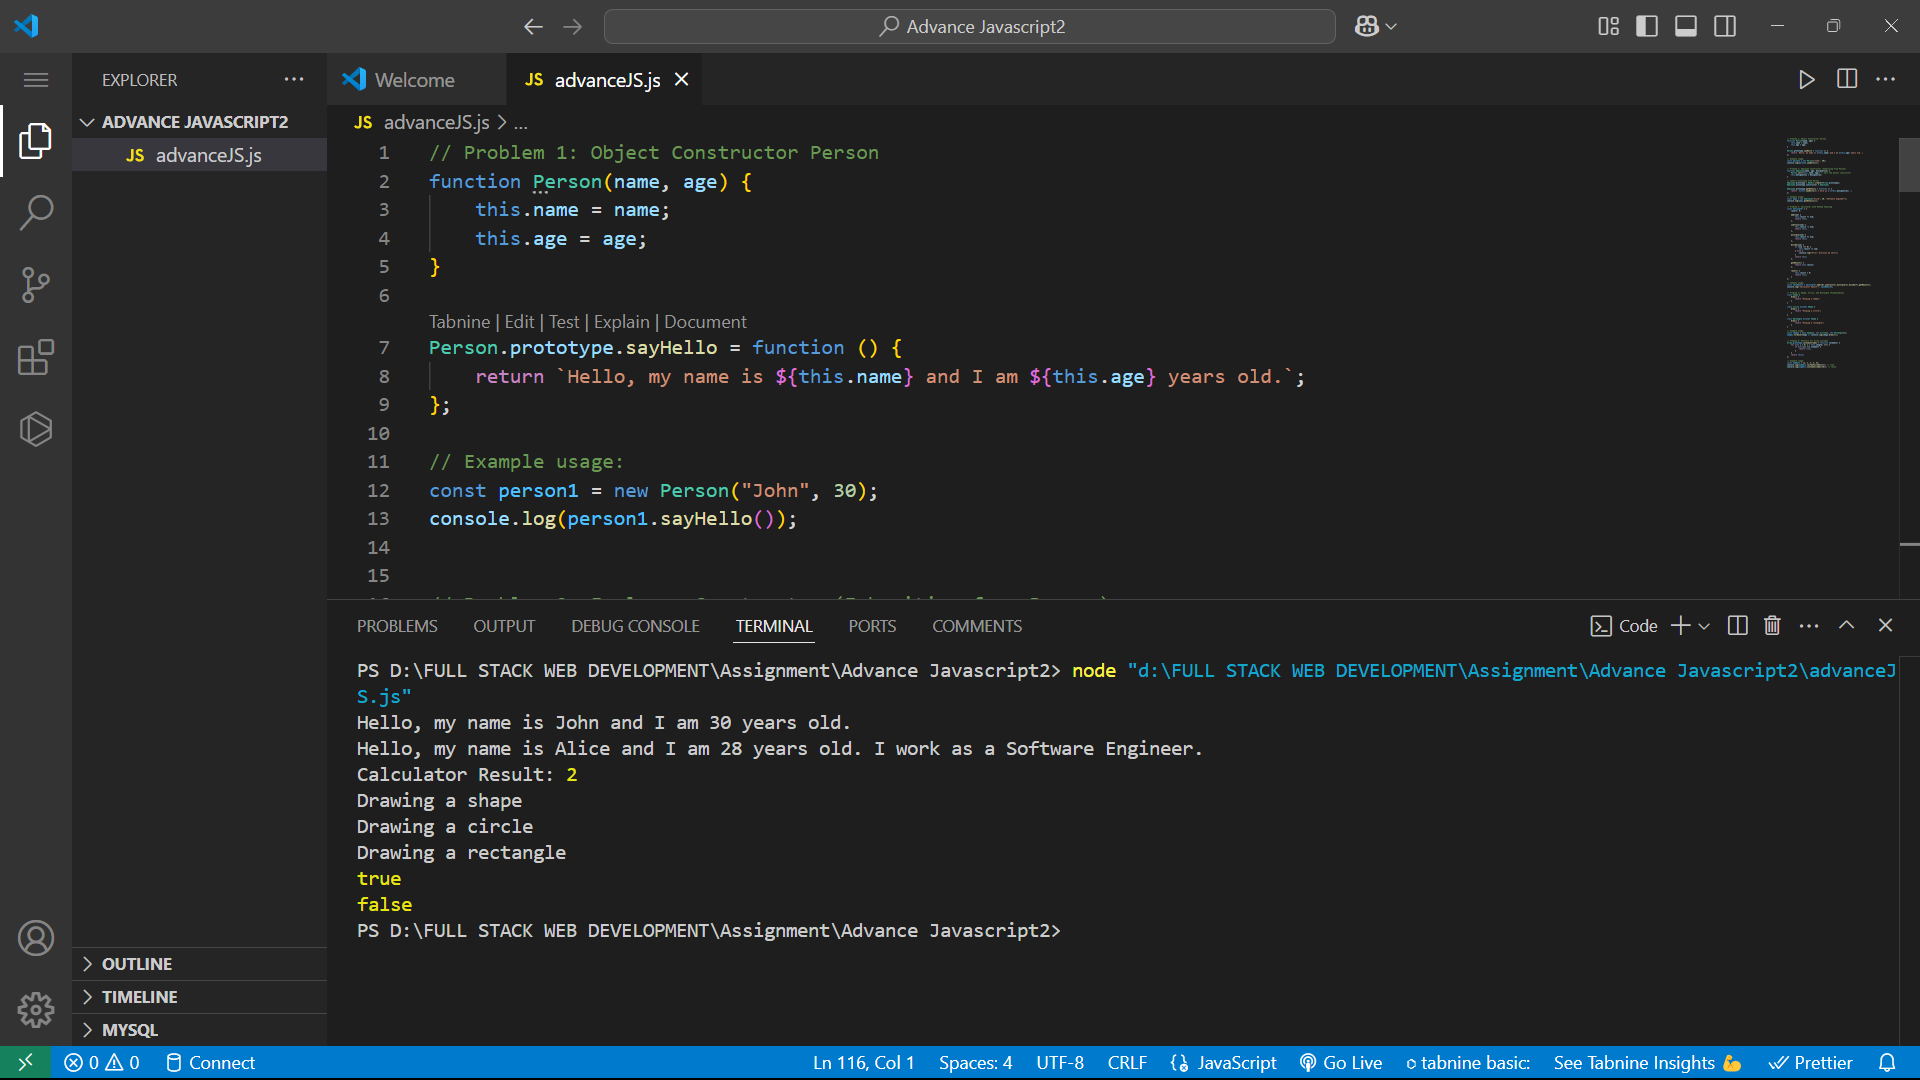 Advance Javascript2
EXPLORER
ADVANCE JAVASCRIPT2
JS advanceJS.js
OUTLINE
TIMELINE
MYSQL
Welcome
JS advanceJS.js
JS advanceJS.js > ...
1 // Problem 1: Object Constructor Person
2 function Person(name, age) {
3 this.name = name;
4 this.age = age;
5 }
6
Tabnine | Edit | Test | Explain | Document
7 Person.prototype.sayHello = function () {
8 return `Hello, my name is ${this.name} and I am ${this.age} years old.`;
9 };
10
11 // Example usage:
12 const person1 = new Person("John", 30);
13 console.log(person1.sayHello());
14
15
PROBLEMS OUTPUT DEBUG CONSOLE TERMINAL PORTS COMMENTS
Code
PS D:\FULL STACK WEB DEVELOPMENT\Assignment\Advance Javascript2> node "d:\FULL STACK WEB DEVELOPMENT\Assignment\Advance Javascript2\advanceJ
S.js"
Hello, my name is John and I am 30 years old.
Hello, my name is Alice and I am 28 years old. I work as a Software Engineer.
Calculator Result: 2
Drawing a shape
Drawing a circle
Drawing a rectangle
true
false
PS D:\FULL STACK WEB DEVELOPMENT\Assignment\Advance Javascript2>
0 0 Connect Ln 116, Col 1 Spaces: 4 UTF-8 CRLF {} JavaScript Go Live tabnine basic: See Tabnine Insights 💪 Prettier